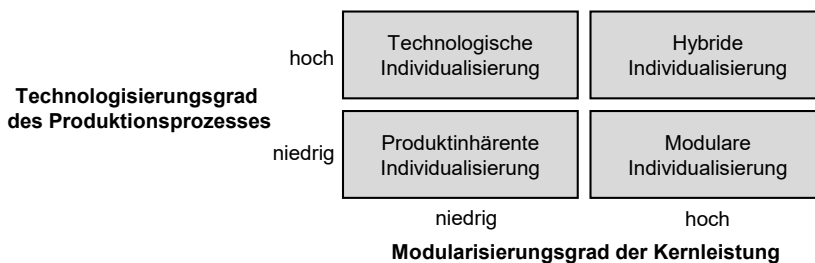 hoch
Technologische
Individualisierung
Hybride
Individualisierung
Technologisierungsgrad
des Produktionsprozesses
niedrig
Produktinhärente
Individualisierung
Modulare
Individualisierung
niedrig
hoch
Modularisierungsgrad der Kernleistung